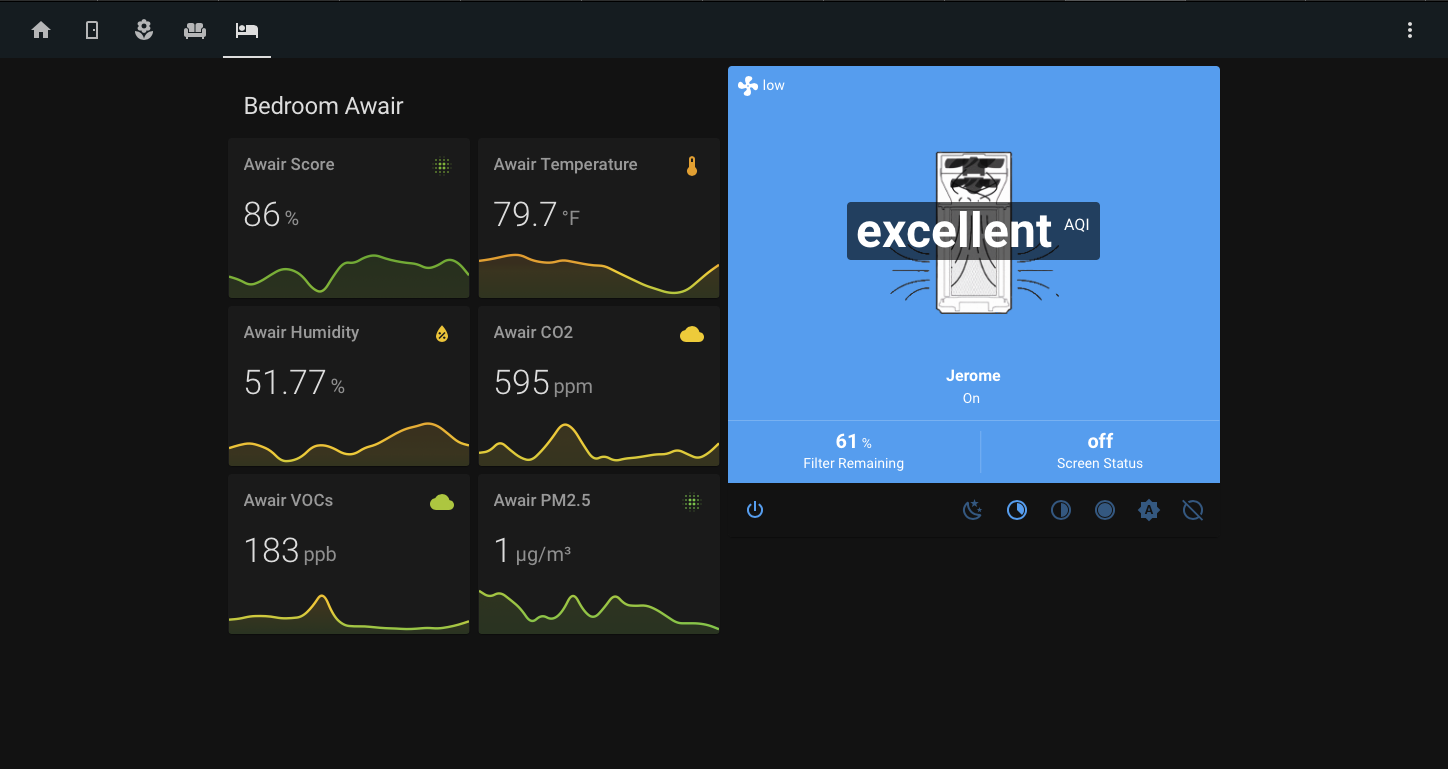 Bedroom Awair
Awair Score
86 %
Awair Temperature
79.7 °F
Awair Humidity
51.77 %
Awair CO2
595 ppm
Awair VOCs
183 ppb
Awair PM2.5
1 µg/m³
low
excellent AQI
Jerome
On
61 %
Filter Remaining
off
Screen Status
A